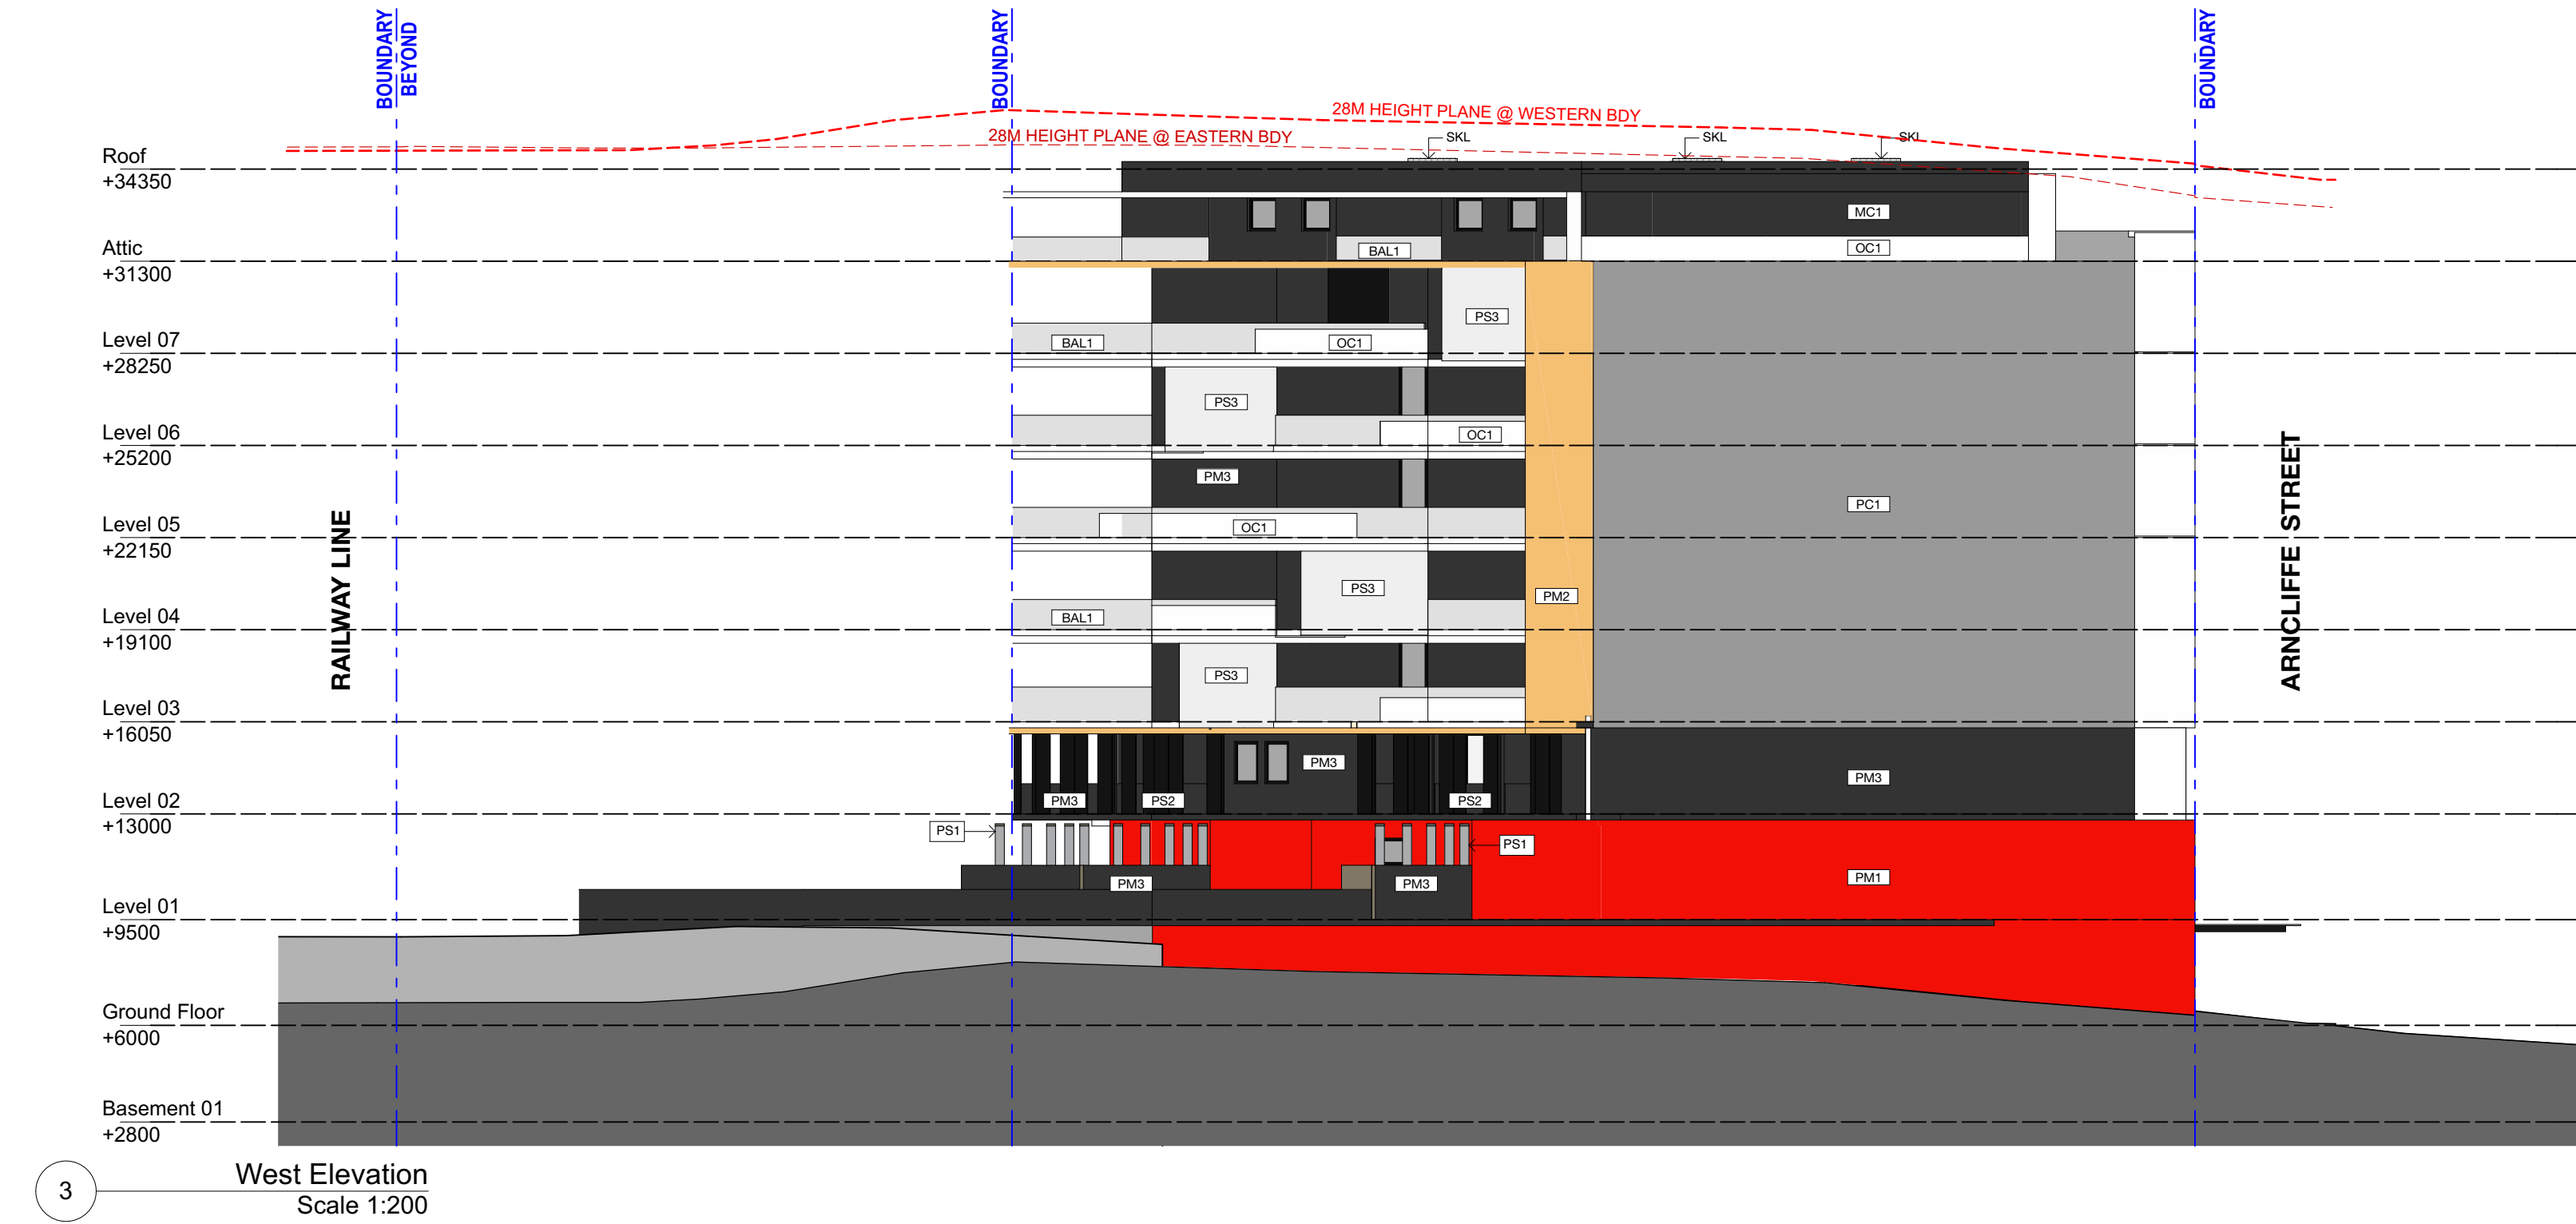 BOUNDARY
BEYOND
BOUNDARY
BOUNDARY
28M HEIGHT PLANE @ WESTERN BDY
28M HEIGHT PLANE @ EASTERN BDY
SKL
SKL
SKL
Roof
+34350
MC1
Attic
BAL1
OC1
+31300
PS3
Level 07
BAL1
OC1
+28250
PS3
Level 06
OC1
+25200
PM3
PC1
Level 05
OC1
+22150
RAILWAY LINE
ARNCLIFFE STREET
PS3
PM2
Level 04
BAL1
+19100
PS3
Level 03
+16050
PM3
PM3
Level 02
PM3
PS2
PS2
+13000
PS1
PS1
PM3
PM3
PM1
Level 01
+9500
Ground Floor
+6000
Basement 01
+2800
3
West Elevation
Scale 1:200